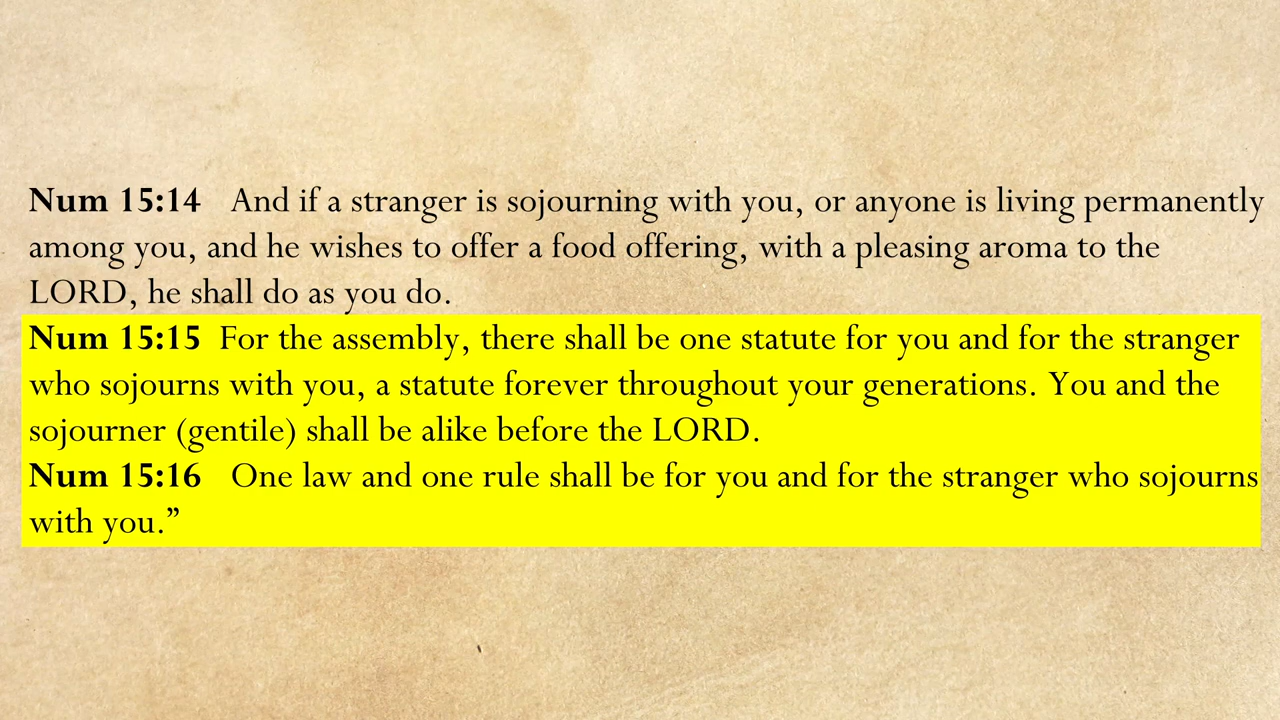 Num 15:14 And if a stranger is sojourning with you, or anyone is living permanently
among you, and he wishes to offer a food offering, with a pleasing aroma to the
LORD, he shall do as you do.
Num 15:15 For the assembly, there shall be one statute for you and for the stranger
who sojourns with you, a statute forever throughout your generations. You and the
sojourner (gentile) shall be alike before the LORD.
Num 15:16 One law and one rule shall be for you and for the stranger who sojourns
with you.”